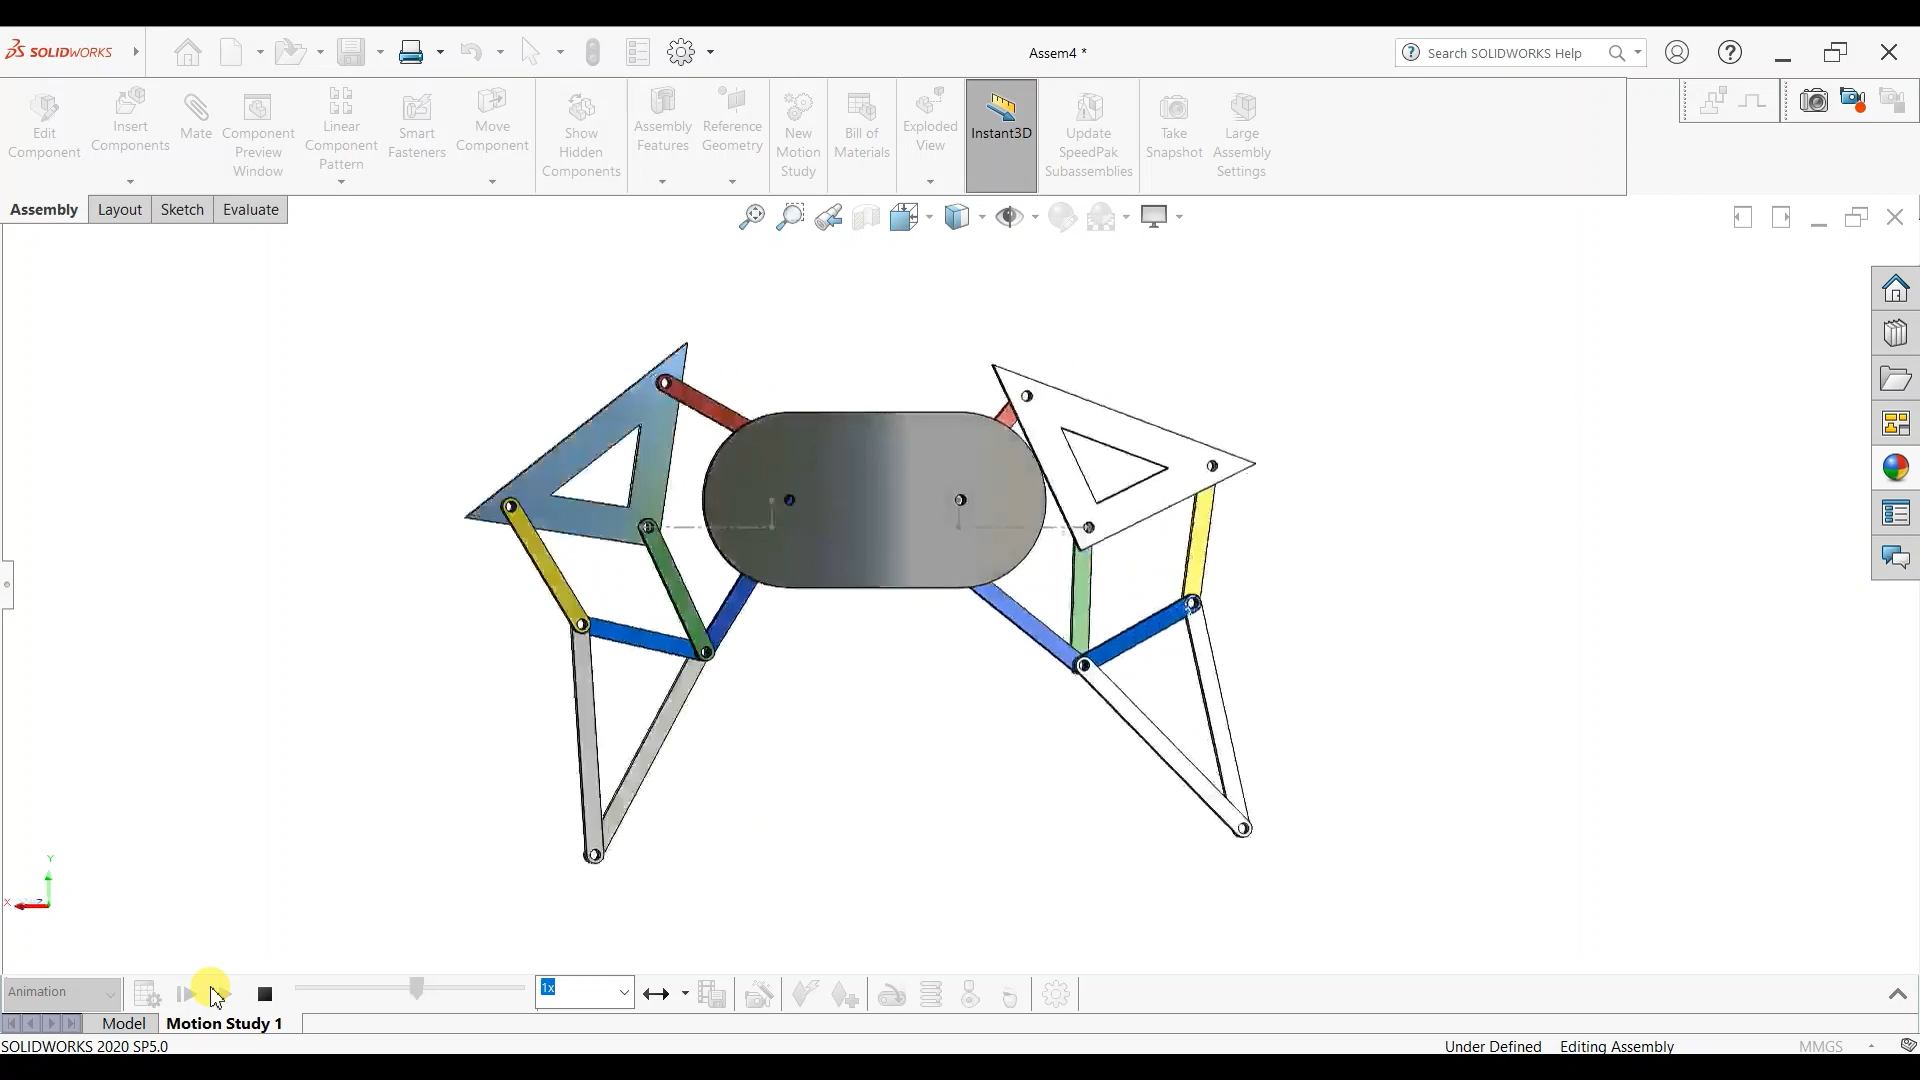 SOLIDWORKS
Assem4 *
Search SOLIDWORKS Help
Edit
Component
Insert
Components
Mate
Component
Preview
Window
Linear
Component
Pattern
Smart
Fasteners
Move
Component
Show
Hidden
Components
Assembly
Features
Reference
Geometry
New
Motion
Study
Bill of
Materials
Exploded
View
Instant3D
Update
SpeedPak
Subassemblies
Take
Snapshot
Large
Assembly
Settings
Assembly
Layout
Sketch
Evaluate
Y
X
Z
Animation
1x
Model
Motion Study 1
SOLIDWORKS 2020 SP5.0
Under Defined
Editing Assembly
MMGS